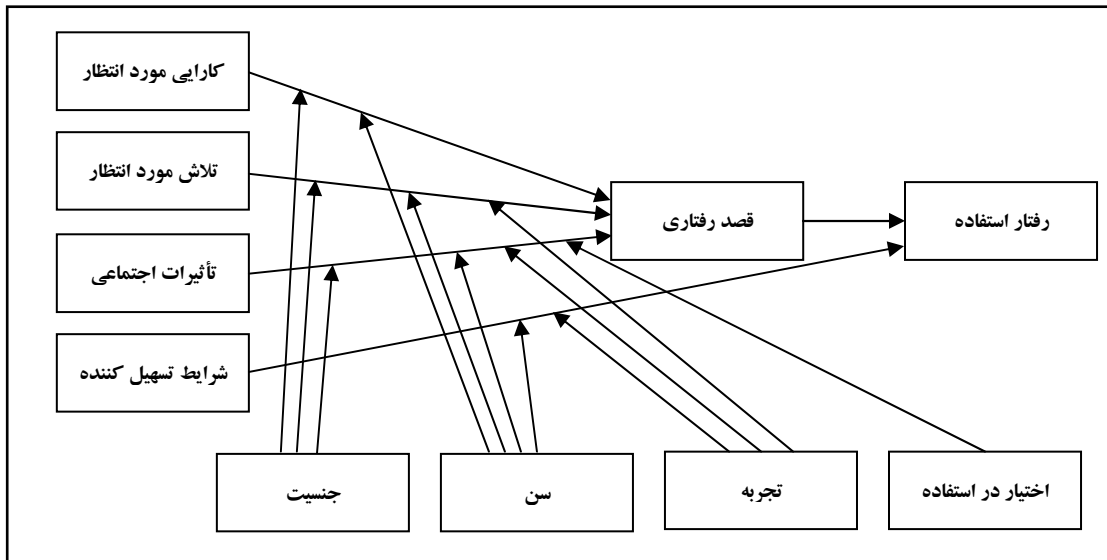 کارایی مورد انتظار
تلاش مورد انتظار
تأثیرات اجتماعی
شرایط تسهیل کننده
قصد رفتاری
رفتار استفاده
جنسیت
سن
تجربه
اختیار در استفاده